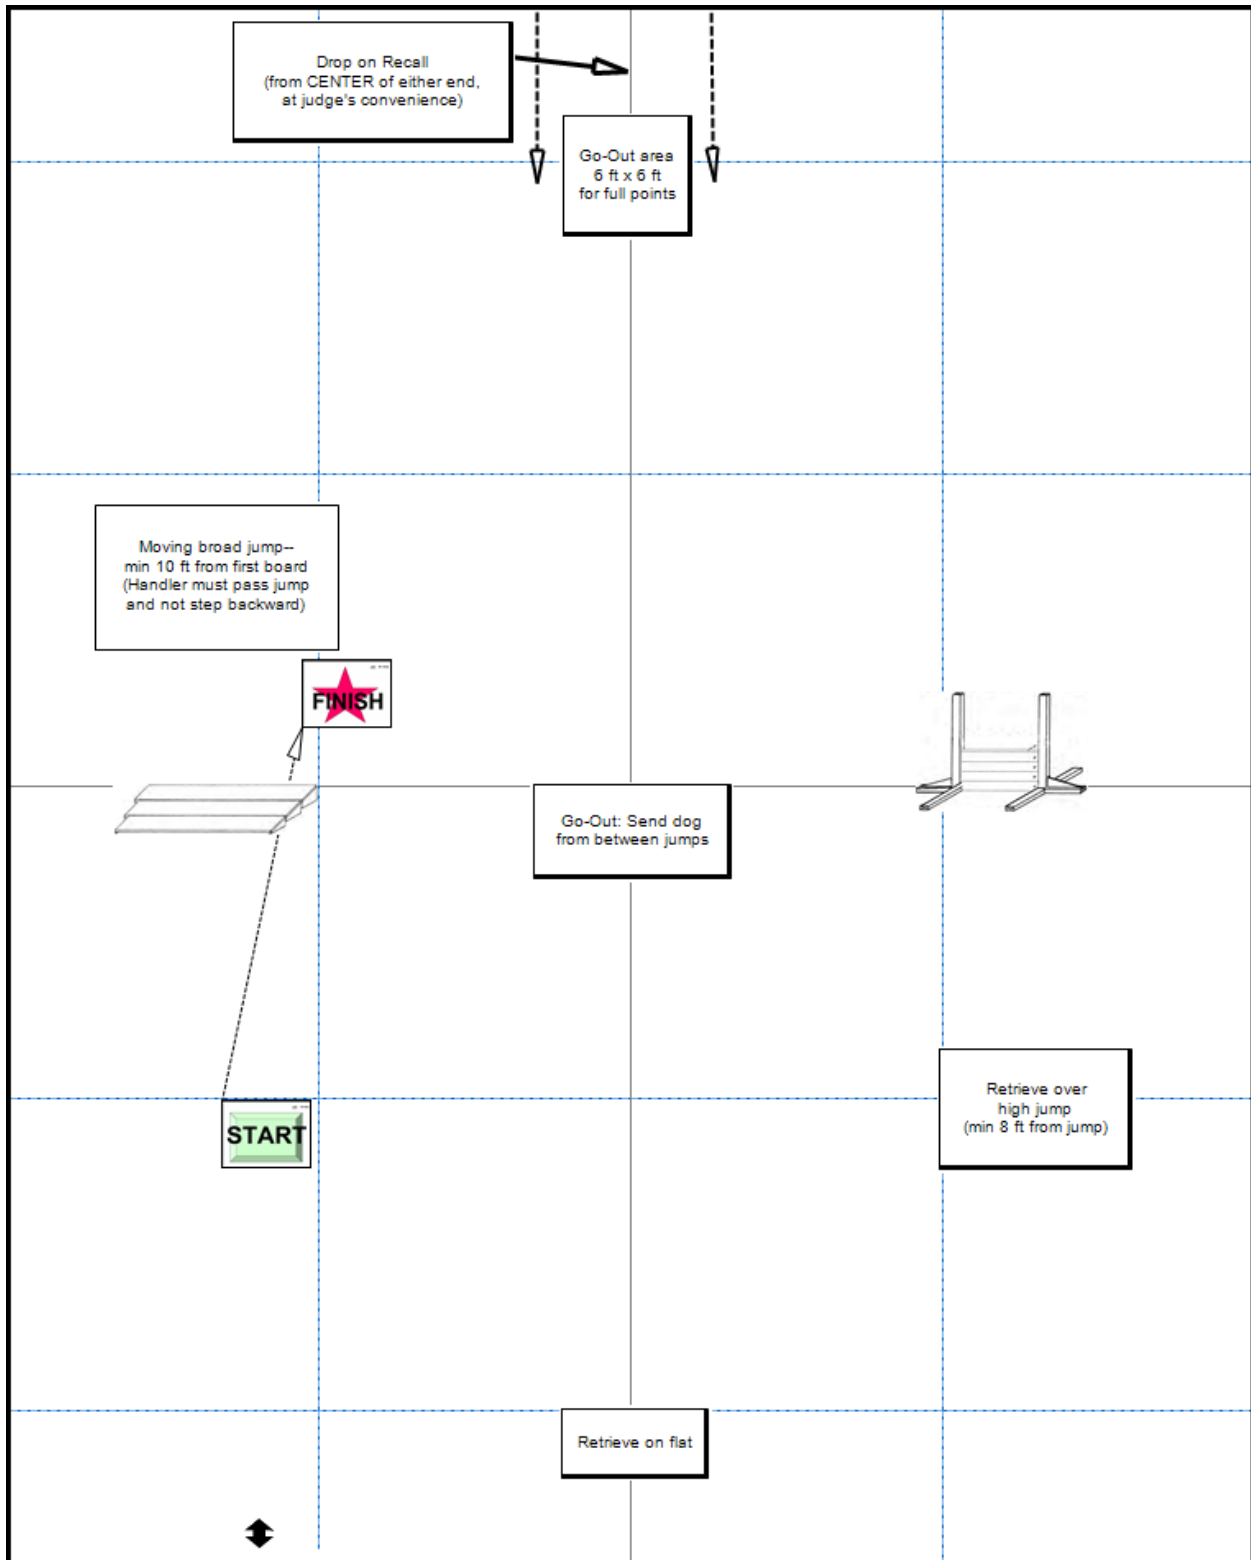 Drop on Recall
(from CENTER of either end,
at judge's convenience)
Go-Out area
6 ft x 6 ft
for full points
Moving broad jump--
min 10 ft from first board
(Handler must pass jump
and not step backward)
FINISH
Go-Out: Send dog
from between jumps
Retrieve over
high jump
(min 8 ft from jump)
START
Retrieve on flat